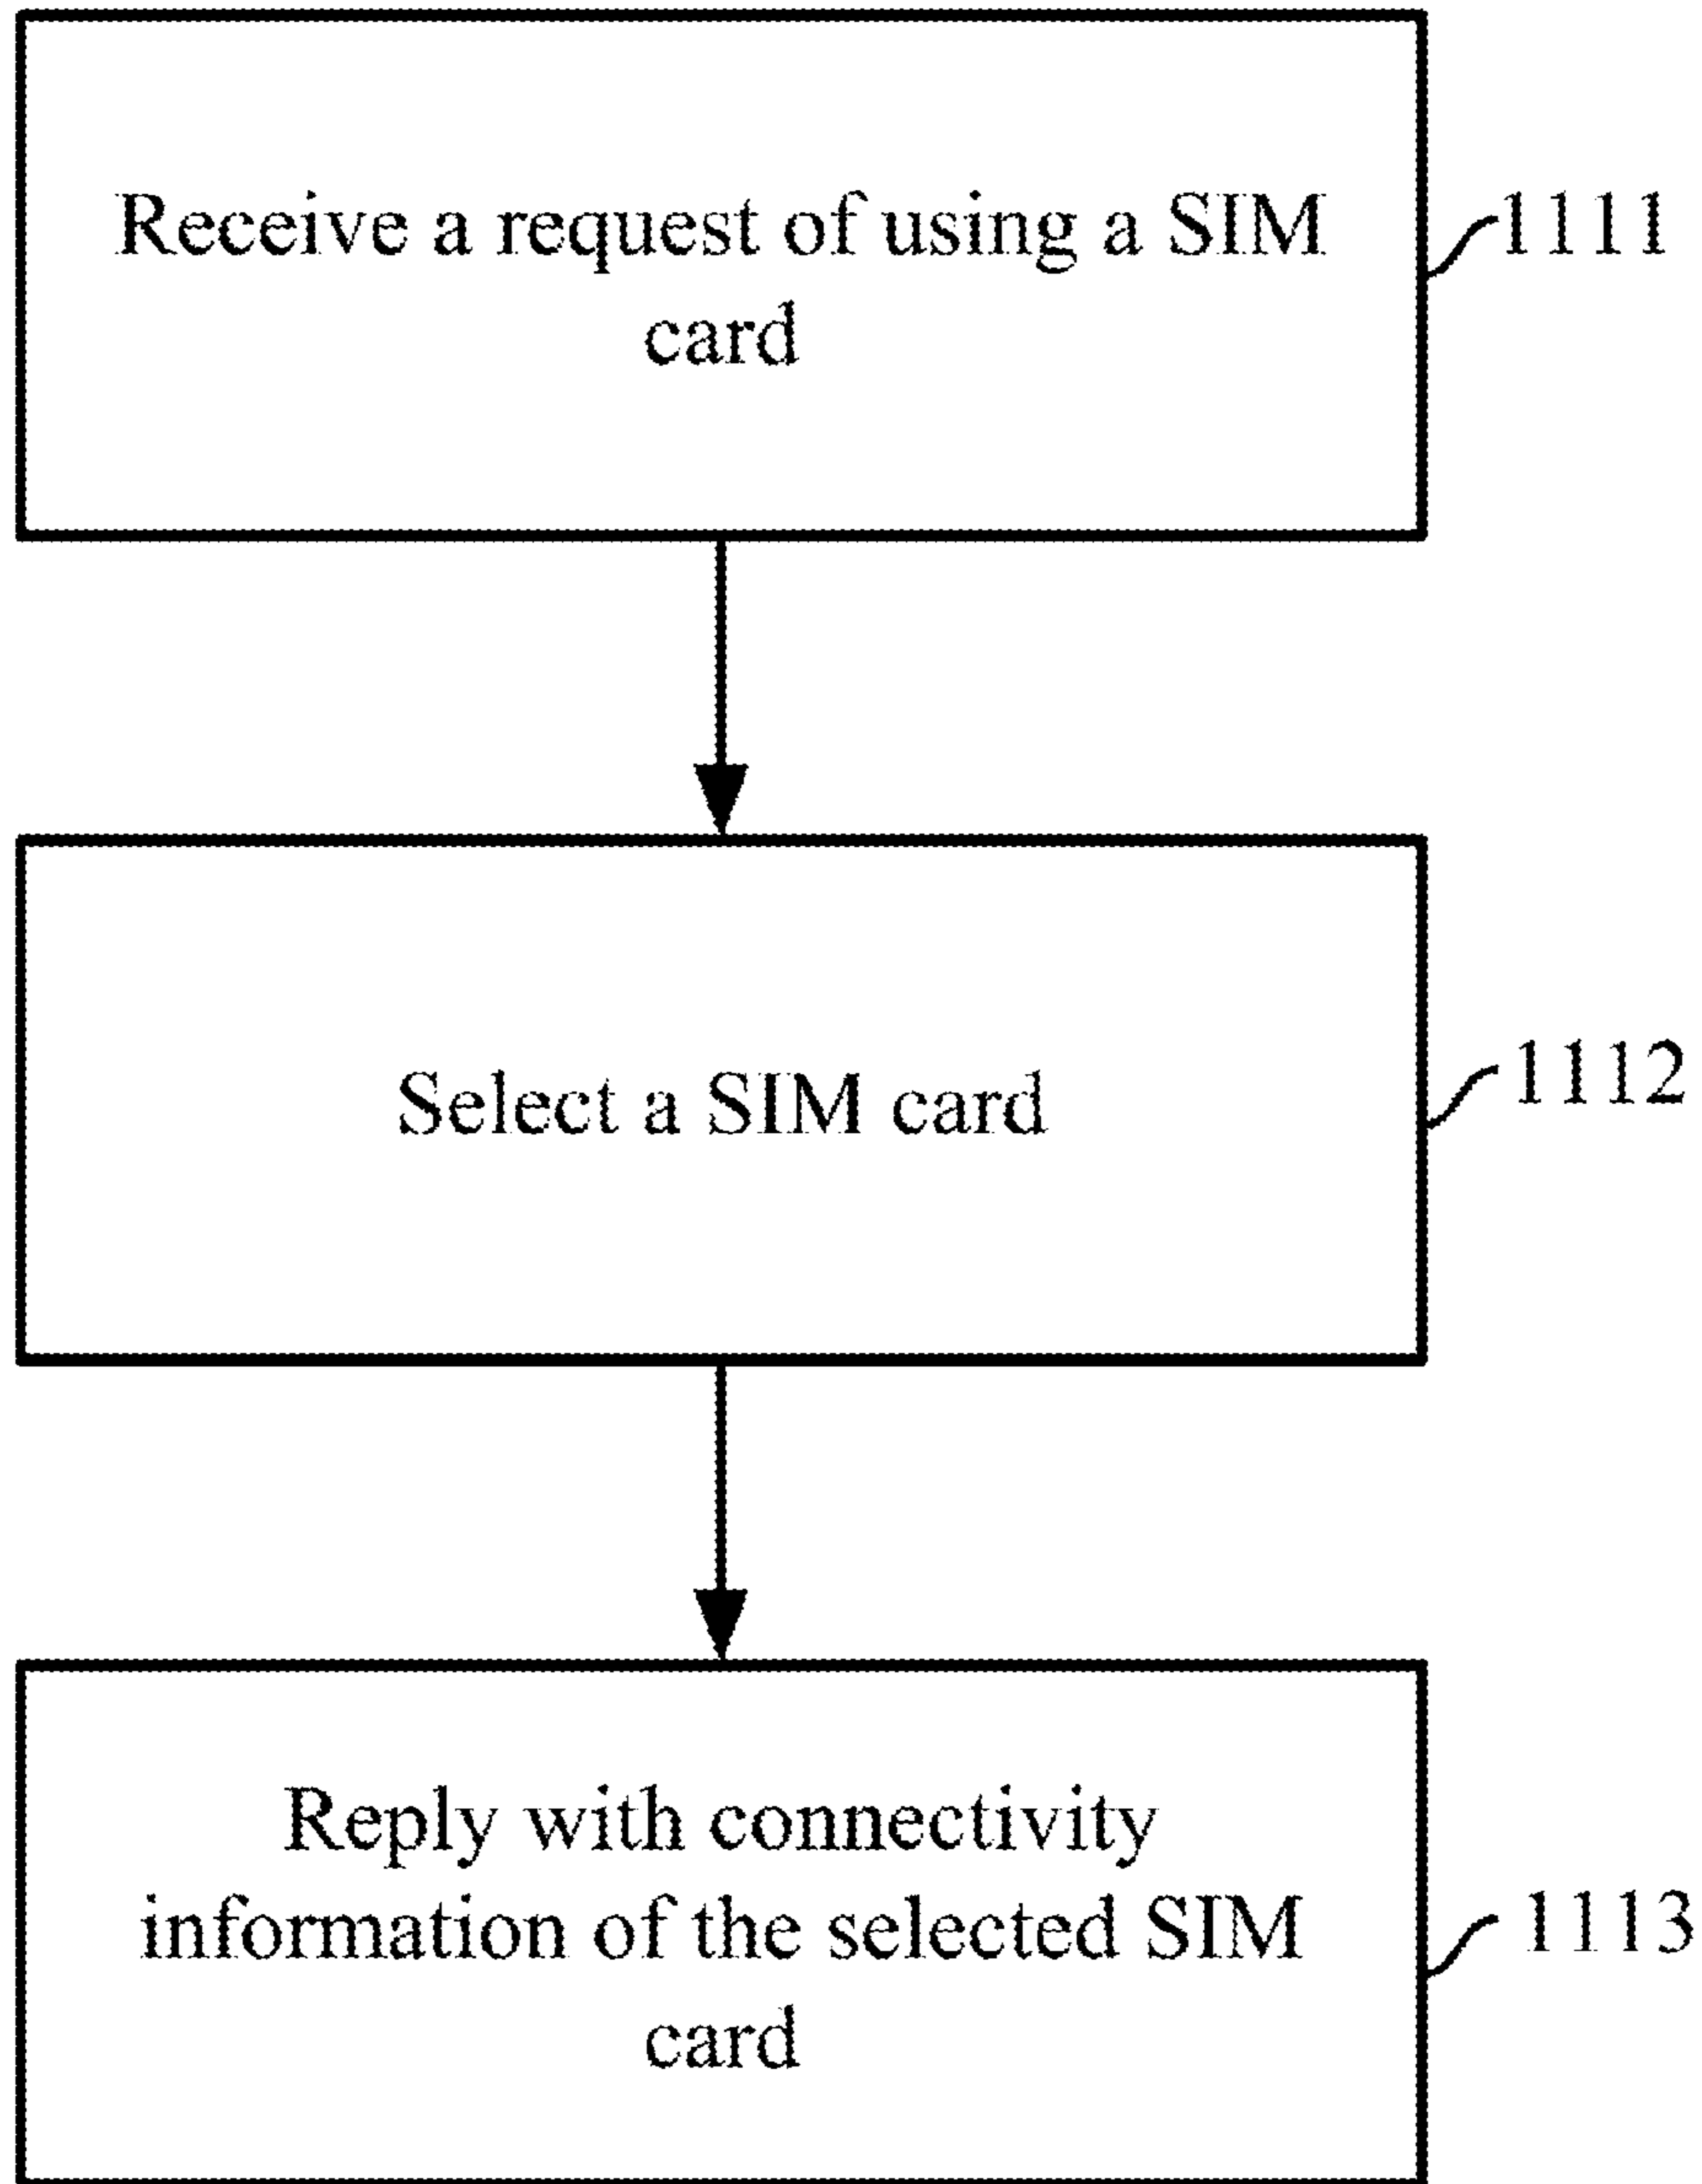 Receive a request of using a SIM
card
1111
Select a SIM card
1112
Reply with connectivity
information of the selected SIM
card
1113